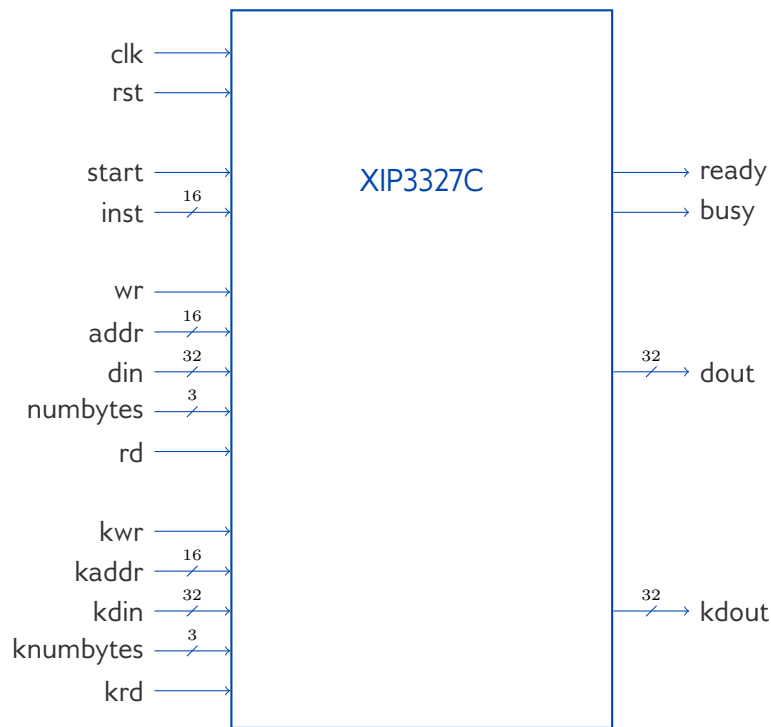 clk
rst
start
XIP3327C
ready
inst
16
busy
wr
addr
16
din
32
32
dout
numbytes
3
rd
kwr
kaddr
16
kdin
32
32
kdout
knumbytes
3
krd